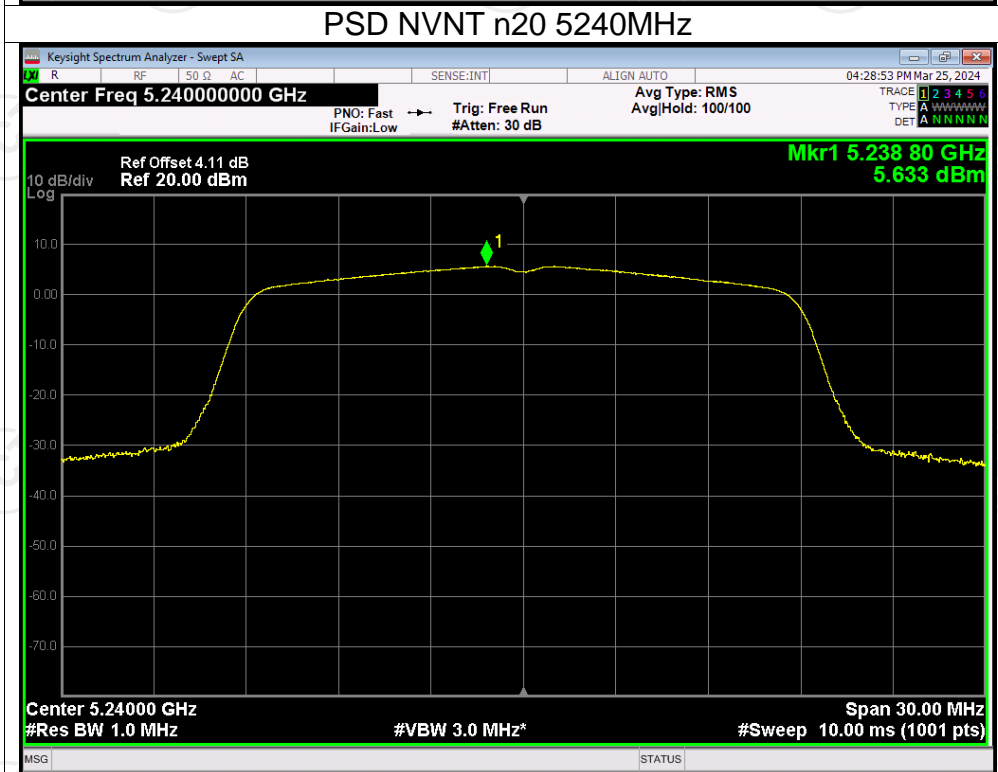 PSD NVNT n20 5240MHz
Keysight Spectrum Analyzer - Swept SA
LXI R RF 50 Ω AC SENSE:INT ALIGN AUTO 04:28:53 PM Mar 25, 2024
Center Freq 5.240000000 GHz
PNO: Fast
IFGain:Low
Trig: Free Run
#Atten: 30 dB
Avg Type: RMS
Avg|Hold: 100/100
TRACE 1 2 3 4 5 6
TYPE A WWWWW
DET A N N N N N
Mkr1 5.238 80 GHz
5.633 dBm
Ref Offset 4.11 dB
10 dB/div Ref 20.00 dBm
Log
1
10.0
0.00
-10.0
-20.0
-30.0
-40.0
-50.0
-60.0
-70.0
Center 5.24000 GHz Span 30.00 MHz
#Res BW 1.0 MHz #VBW 3.0 MHz* #Sweep 10.00 ms (1001 pts)
MSG STATUS